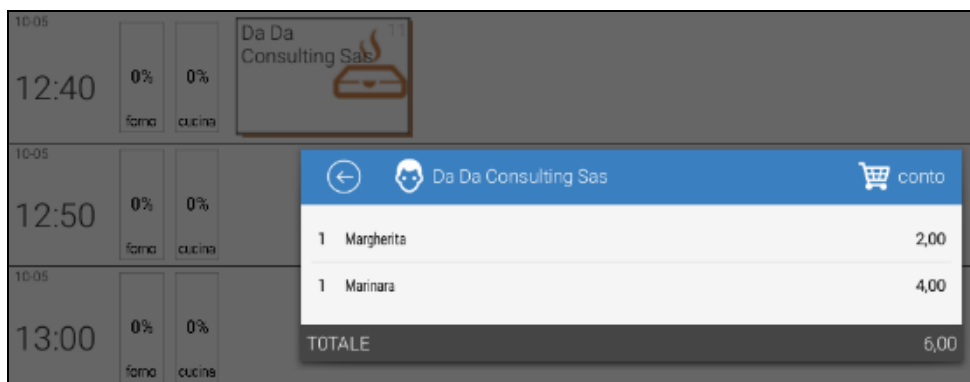 10-05
12:40
0%
0%
forno
cucina
Da Da
Consulting Sas
11
10-05
12:50
0%
0%
forno
cucina
Da Da Consulting Sas
conto
1 Margherita 2,00
1 Marinara 4,00
TOTALE 6,00
10-05
13:00
0%
0%
forno
cucina